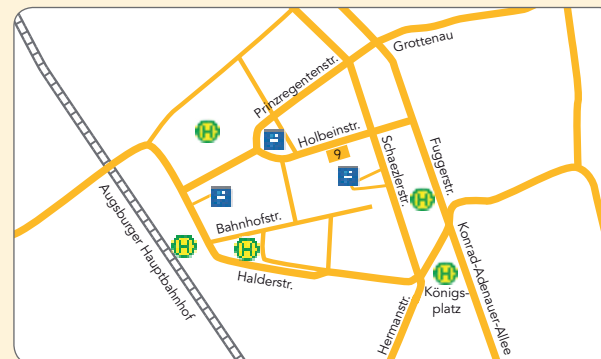 Grottenau
Prinzregentenstr.
Holbeinstr.
9
Schaezlerstr.
Fuggerstr.
H
H
Bahnhofstr.
H
H
Augsburger Hauptbahnhof
Halderstr.
Konrad-Adenauer-Allee
H
Königs-
platz
Hermanstr.